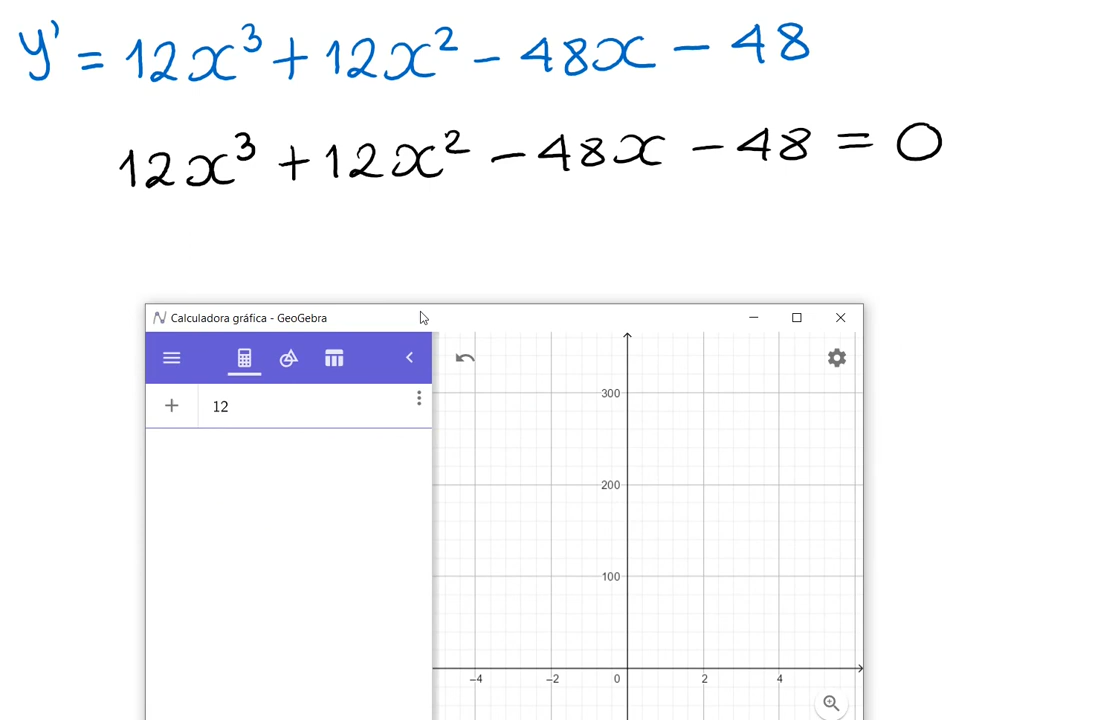 y' = 12x³ + 12x² - 48x - 48
12x³ + 12x² - 48x - 48 = 0
Calculadora gráfica - GeoGebra
12
300
200
100
-4 -2 0 2 4